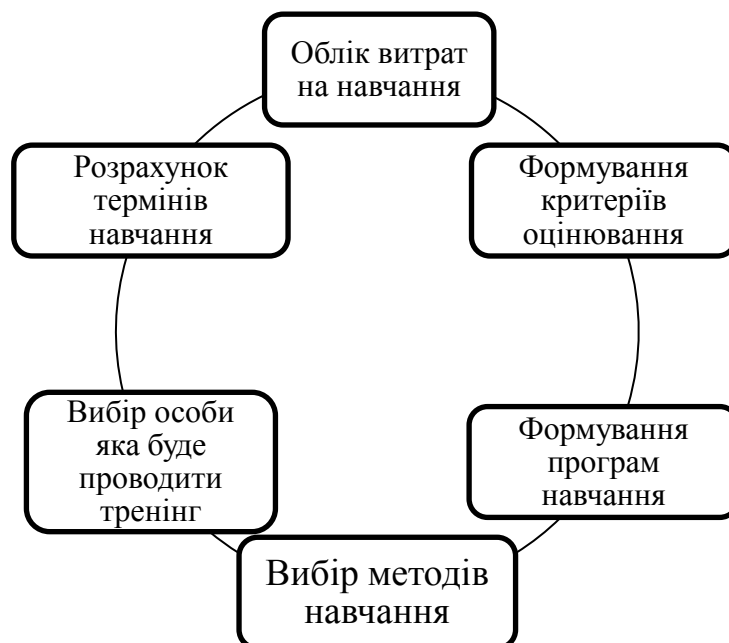 Облік витрат
на навчання
Розрахунок
термінів
навчання
Формування
критеріїв
оцінювання
Вибір особи
яка буде
проводити
тренінг
Формування
програм
навчання
Вибір методів
навчання